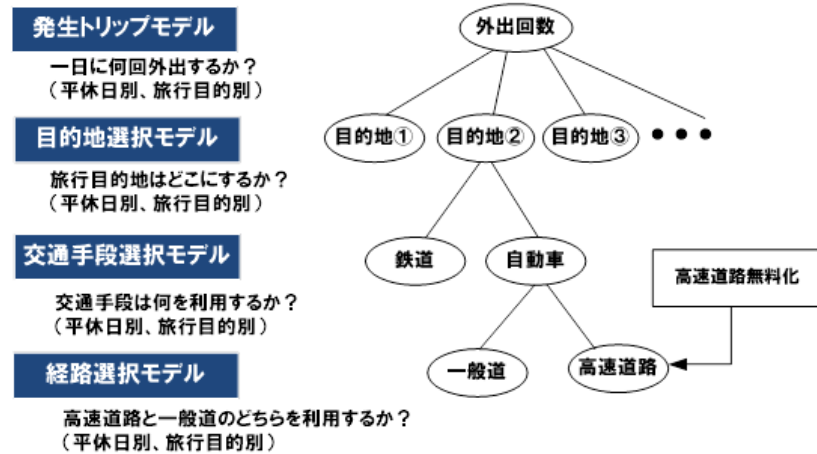 発生トリップモデル
一日に何回外出するか？
（平休日別、旅行目的別）
目的地選択モデル
旅行目的地はどこにするか？
（平休日別、旅行目的別）
交通手段選択モデル
交通手段は何を利用するか？
（平休日別、旅行目的別）
経路選択モデル
高速道路と一般道のどちらを利用するか？
（平休日別、旅行目的別）
外出回数
目的地① 目的地② 目的地③ ●●●
鉄道 自動車
高速道路無料化
一般道 高速道路